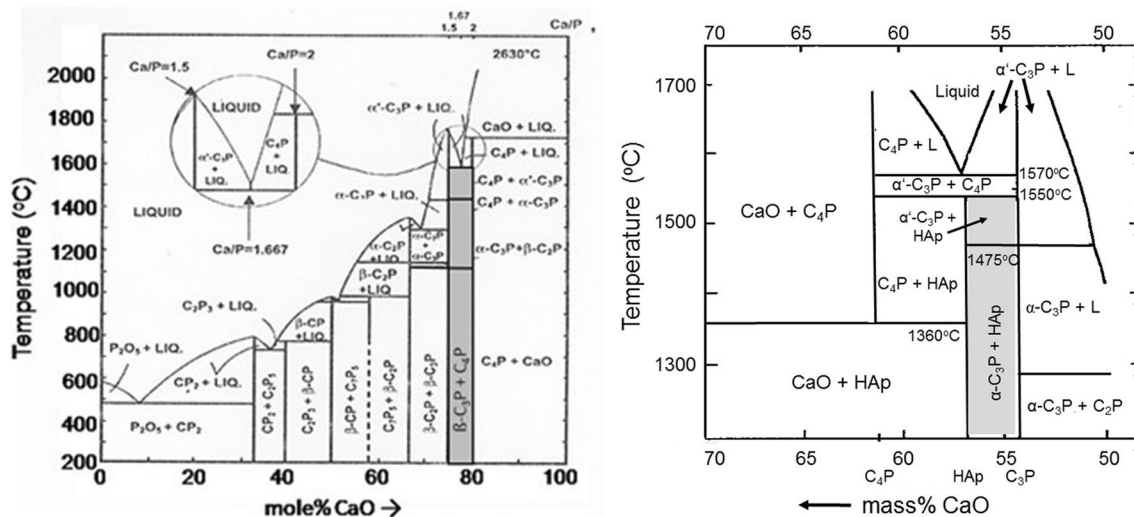 Ca/P ,
1.67
1.5 2
Ca/P=1.5
Ca/P=2
2630°C
LIQUID
α'-C₃P + LIQ.
α'-C₃P
+
LIQ.
C₄P
+
LIQ.
CaO + LIQ.
C₄P + LIQ.
C₄P + α'-C₃P
C₄P + α-C₃P
LIQUID
Ca/P=1.667
α-C₂P
+LIQ
α-C₃P+β-C₂P
β-C₂P
+LIQ
C₂P₃ + LIQ.
β-CP
+LIQ.
P₂O₅ + LIQ.
CP₂ + LIQ.
C₄P + CaO
P₂O₅ + CP₂
CP₂ + C₂P₃
C₂P₃ + β-CP
β-CP + C₇P₅
C₇P₅ + β-C₂P
β-C₂P + β-C₃P
ß-C₃P + C₄P
2000
1800
1600
1400
1200
1000
800
600
400
200
Temperature (°C)
0 20 40 60 80 100
mole% CaO →
70 65 60 55 50
1700
1500
1300
Temperature (°C)
α'-C₃P + L
Liquid
C₄P + L
1570°C
α'-C₃P + C₄P
1550°C
α'-C₃P +
HAp
CaO + C₄P
1475°C
C₄P + HAp
α-C₃P + HAp
α-C₃P + L
1360°C
CaO + HAp
α-C₃P + C₂P
70 65 60 55 50
C₄P HAp C₃P
mass% CaO